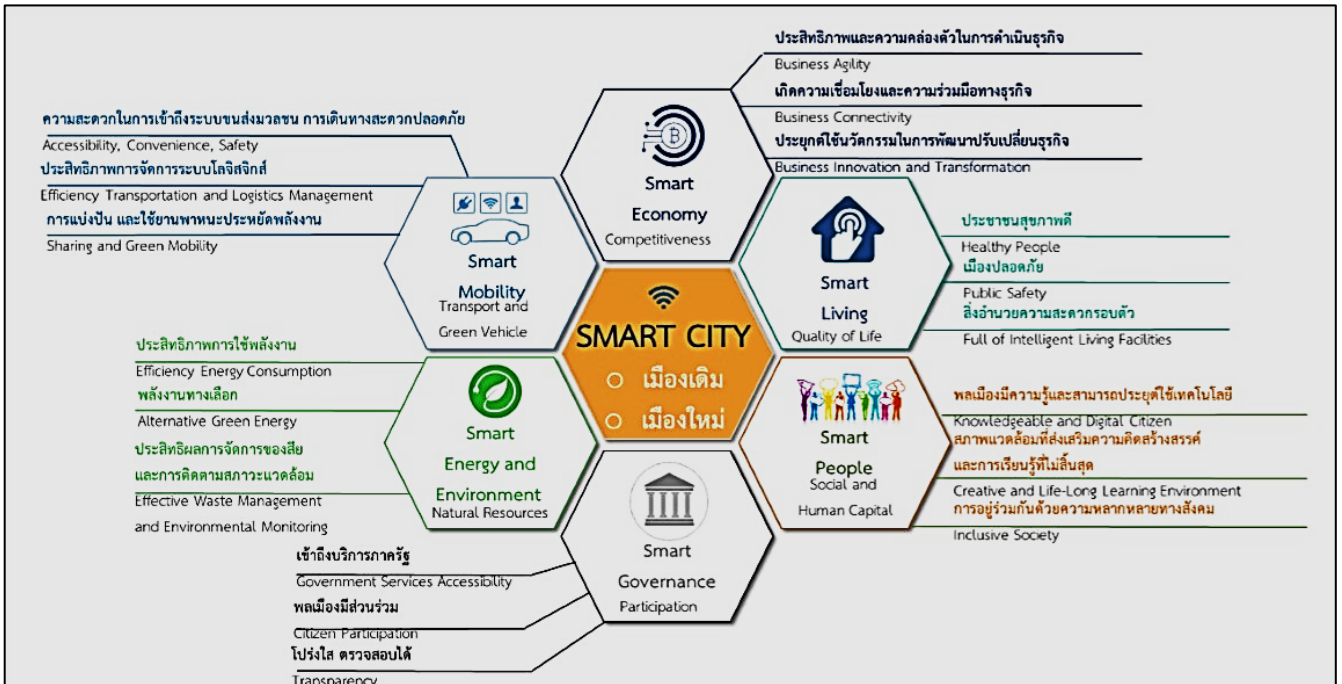 ประสิทธิภาพและความคล่องตัวในการดำเนินธุรกิจ
Business Agility
เกิดความเชื่อมโยงและความร่วมมือทางธุรกิจ
Business Connectivity
ประยุกต์ใช้นวัตกรรมในการพัฒนาปรับเปลี่ยนธุรกิจ
Business Innovation and Transformation
Smart
Economy
Competitiveness
ความสะดวกในการเข้าถึงระบบขนส่งมวลชน การเดินทางสะดวกปลอดภัย
Accessibility, Convenience, Safety
ประสิทธิภาพการจัดการระบบโลจิสจิกส์
Efficiency Transportation and Logistics Management
การแบ่งปัน และใช้ยานพาหนะประหยัดพลังงาน
Sharing and Green Mobility
Smart
Mobility
Transport and
Green Vehicle
Smart
Living
Quality of Life
ประชาชนสุขภาพดี
Healthy People
เมืองปลอดภัย
Public Safety
สิ่งอำนวยความสะดวกรอบตัว
Full of Intelligent Living Facilities
SMART CITY
เมืองเดิม
เมืองใหม่
ประสิทธิภาพการใช้พลังงาน
Efficiency Energy Consumption
พลังงานทางเลือก
Alternative Green Energy
ประสิทธิผลการจัดการของสีย
และการติดตามสภาวะแวดล้อม
Effective Waste Management
and Environmental Monitoring
Smart
Energy and
Environment
Natural Resources
Smart
People
Social and
Human Capital
พลเมืองมีความรู้และสามารถประยุต์ใช้เทคโนโลยี
Knowledgeable and Digital Citizen
สภาพแวดล้อมที่ส่งเสริมความคิดสร้างสรรค์
และการเรียนรู้ที่ไม่สิ้นสุด
Creative and Life-Long Learning Environment
การอยู่ร่วมกันด้วยความหลากหลายทางสังคม
Inclusive Society
Smart
Governance
Participation
เข้าถึงบริการภาครัฐ
Government Services Accessibility
พลเมืองมีส่วนร่วม
Citizen Participation
โปร่งใส ตรวจสอบได้
Transparency